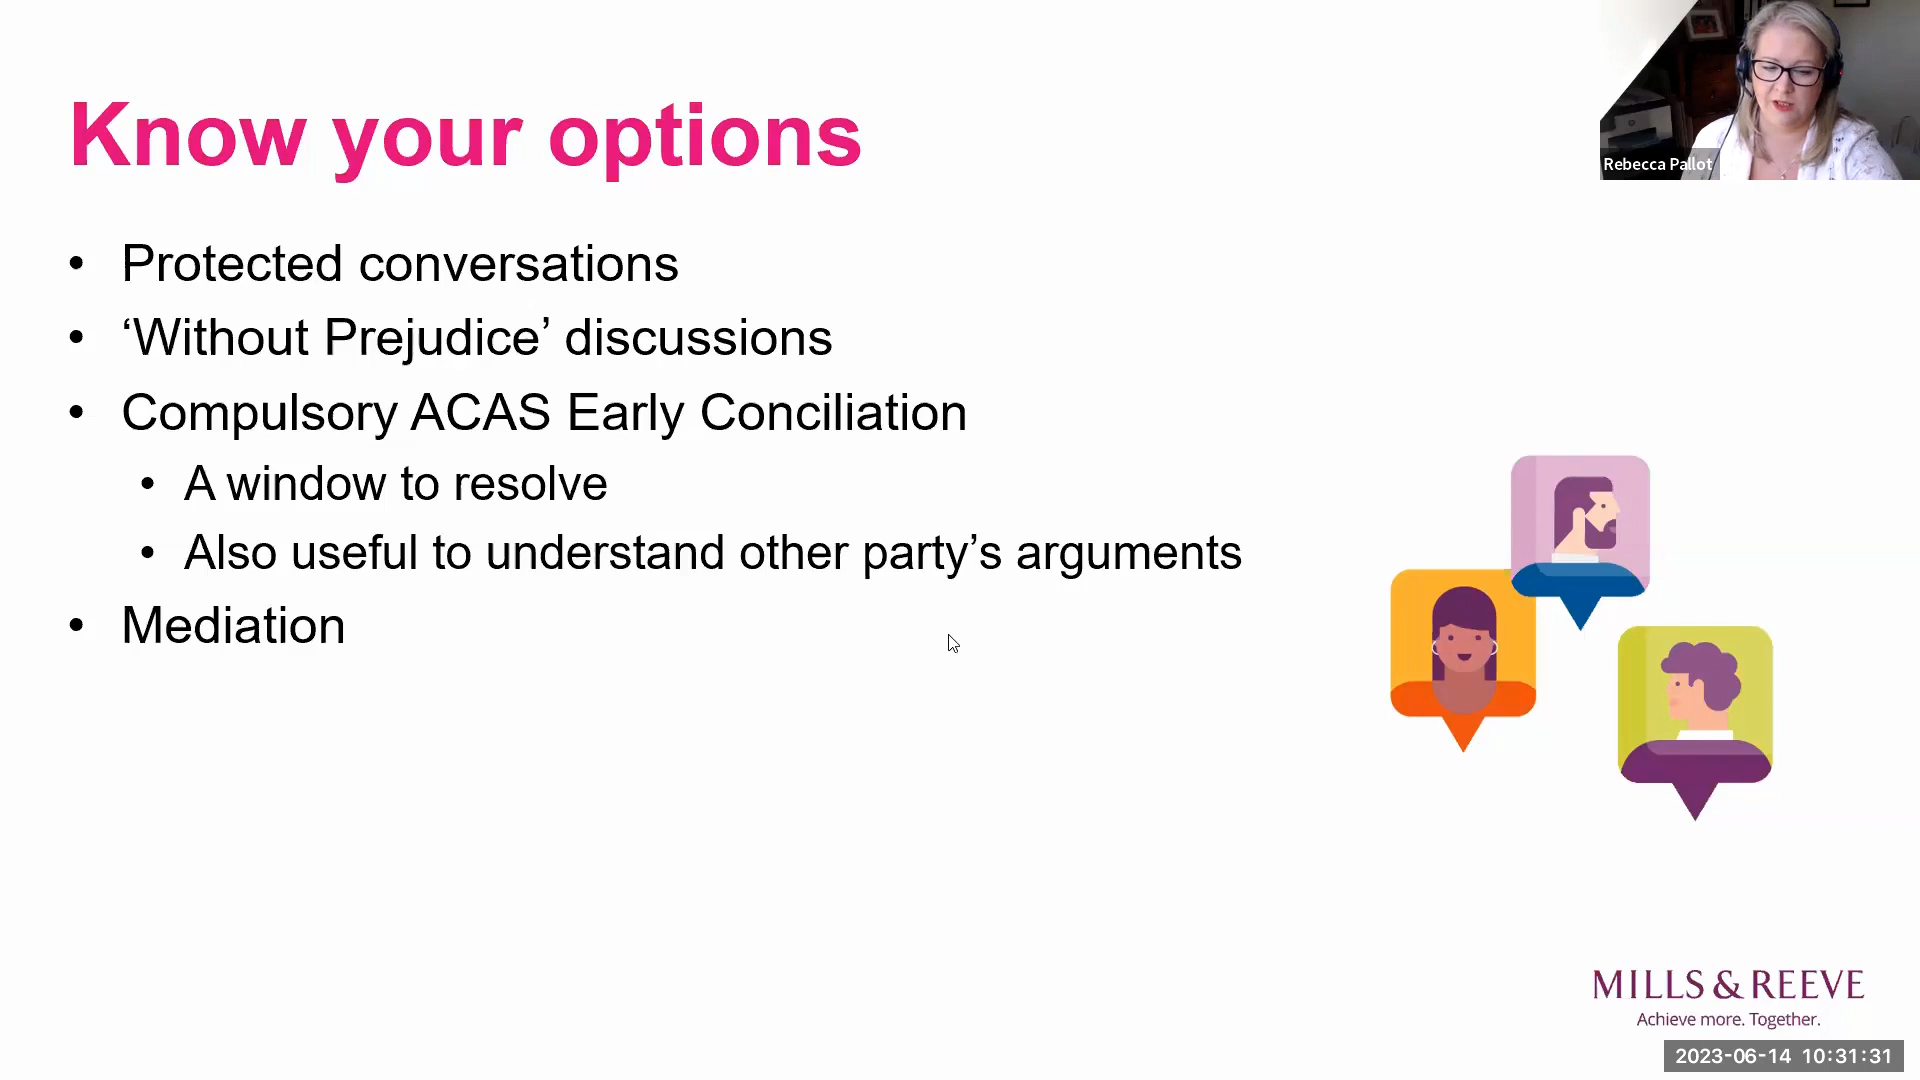 Know your options
Rebecca Pallot
• Protected conversations
• ‘Without Prejudice’ discussions
• Compulsory ACAS Early Conciliation
• A window to resolve
• Also useful to understand other party’s arguments
• Mediation
MILLS & REEVE
Achieve more. Together.
2023-06-14 10:31:31